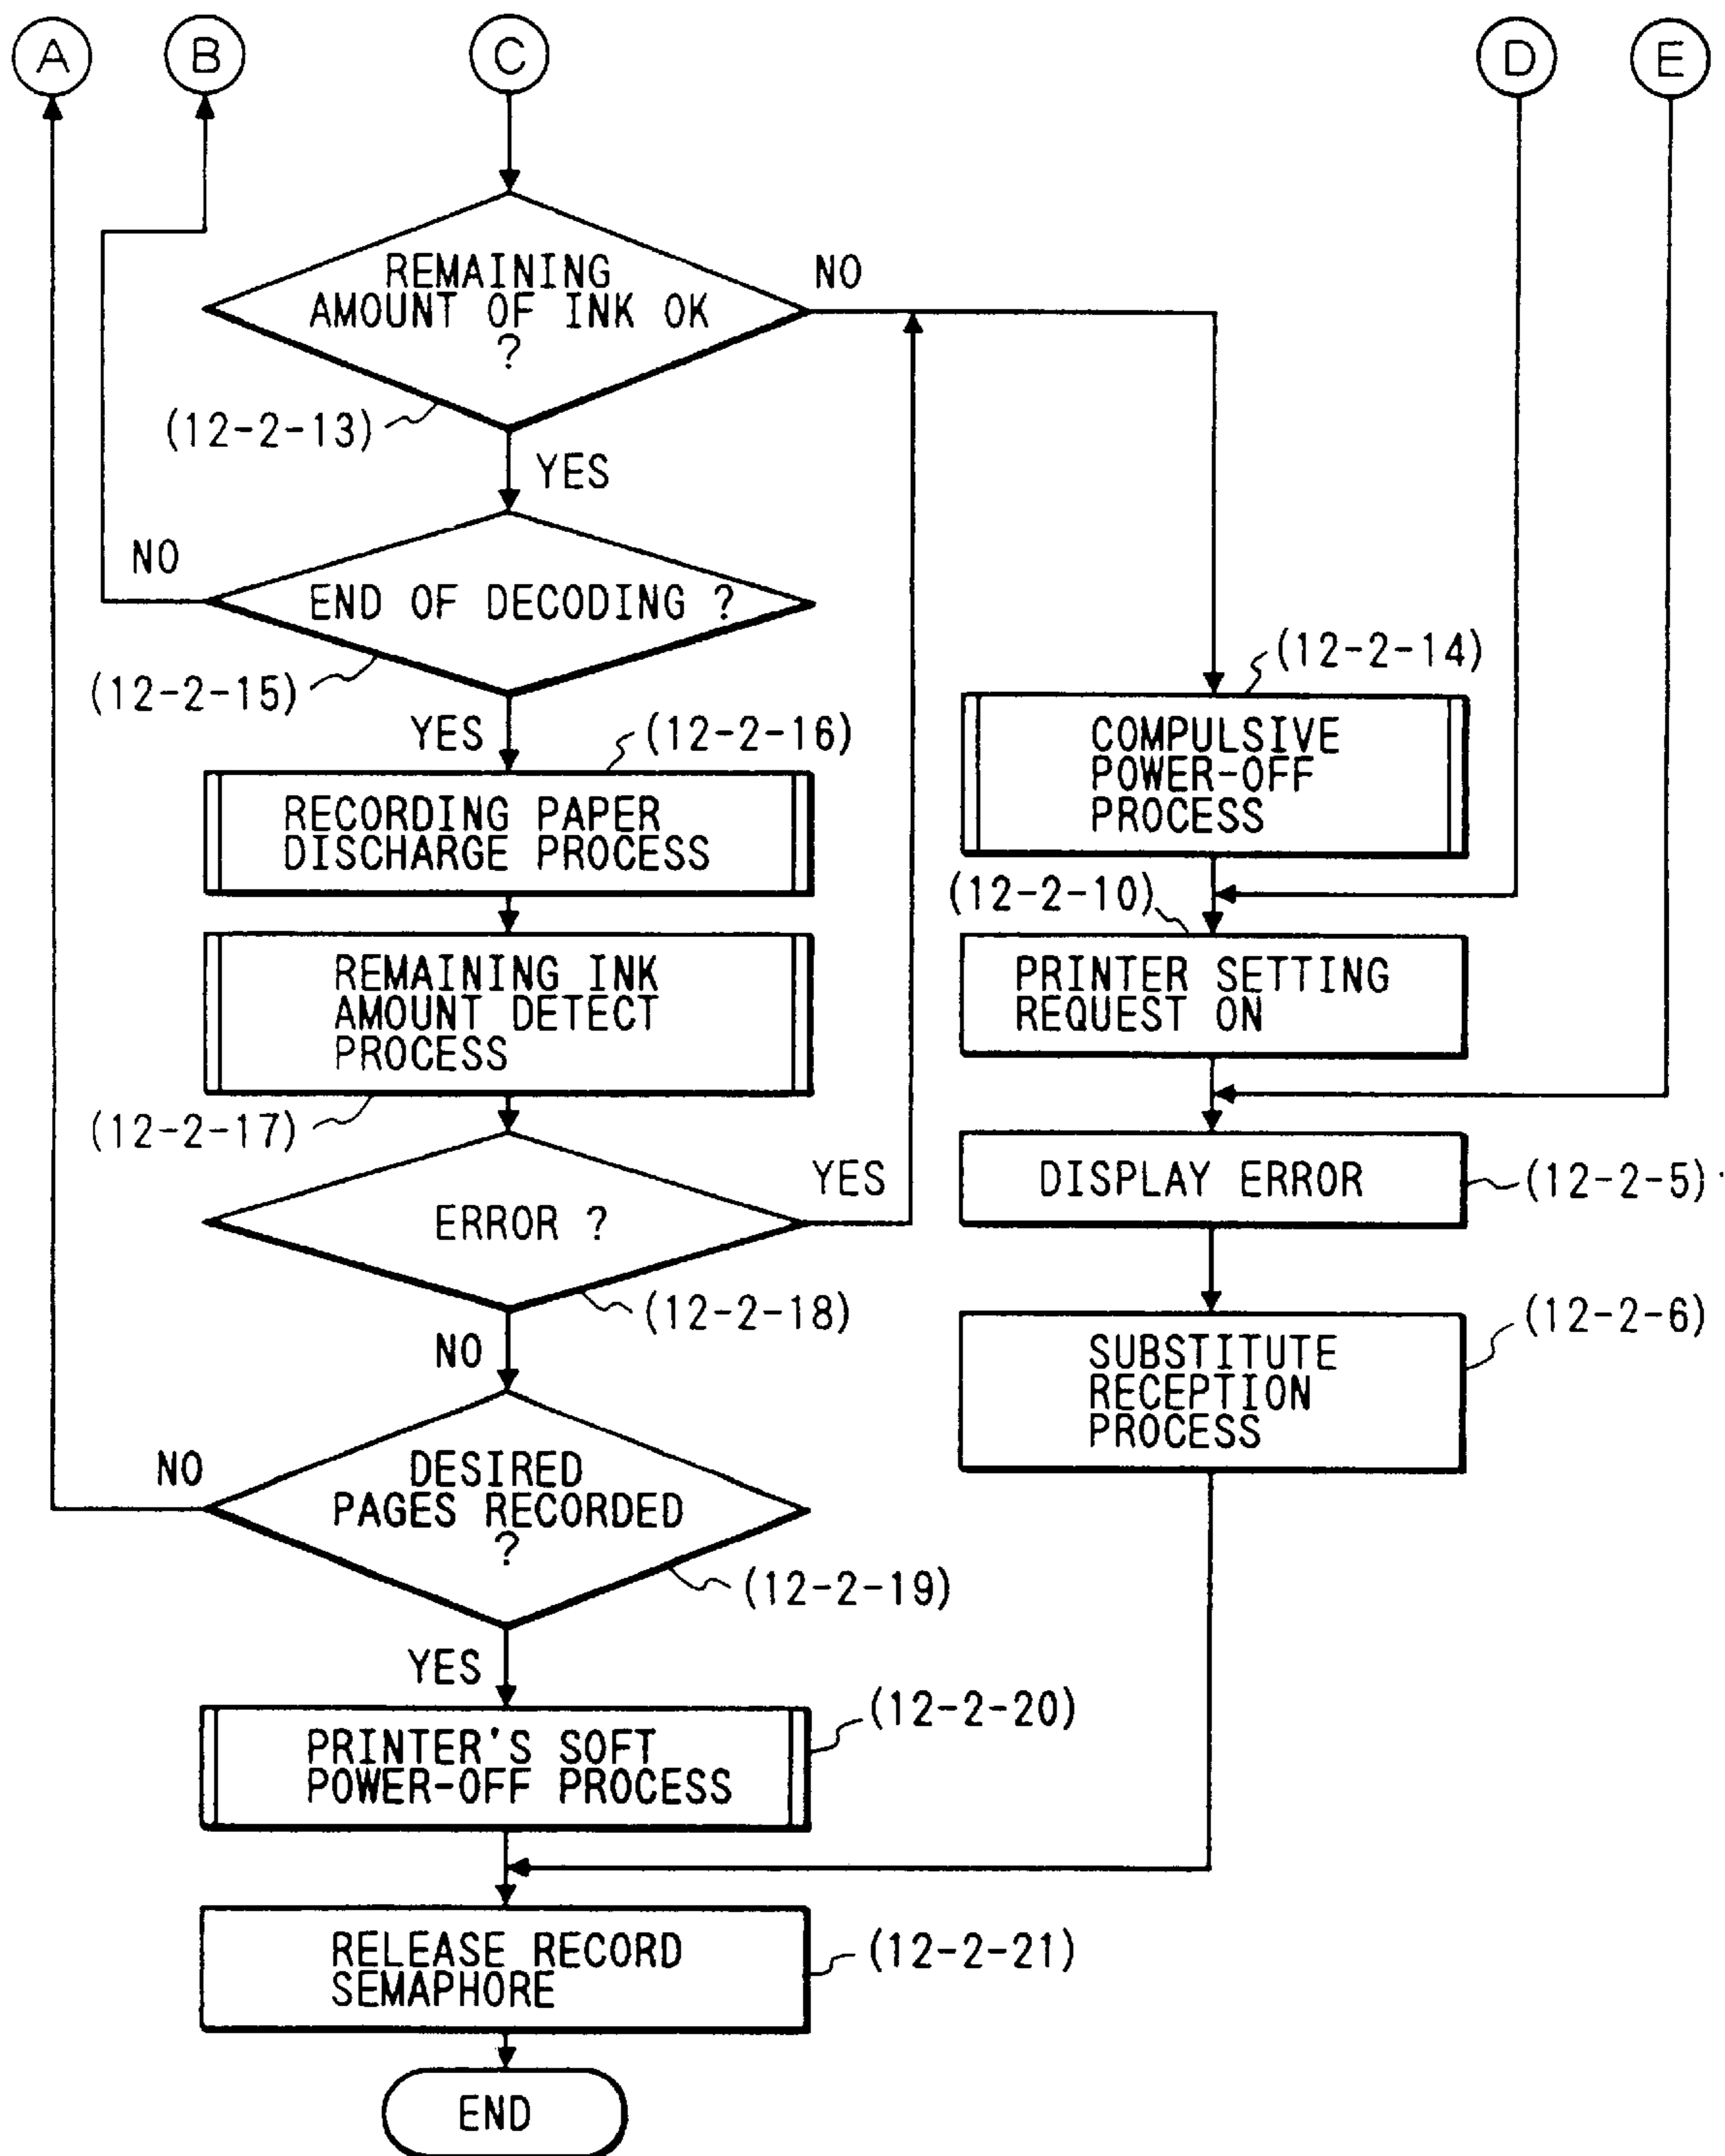 A
B
C
D
E
REMAINING
AMOUNT OF INK OK
?
NO
(12-2-13)
YES
NO
END OF DECODING ?
(12-2-15)
YES
(12-2-16)
RECORDING PAPER
DISCHARGE PROCESS
REMAINING INK
AMOUNT DETECT
PROCESS
(12-2-17)
ERROR ?
YES
(12-2-18)
NO
NO
DESIRED
PAGES RECORDED
?
(12-2-19)
YES
PRINTER'S SOFT
POWER-OFF PROCESS
(12-2-20)
(12-2-14)
COMPULSIVE
POWER-OFF
PROCESS
(12-2-10)
PRINTER SETTING
REQUEST ON
DISPLAY ERROR
(12-2-5)
SUBSTITUTE
RECEPTION
PROCESS
(12-2-6)
RELEASE RECORD
SEMAPHORE
(12-2-21)
END